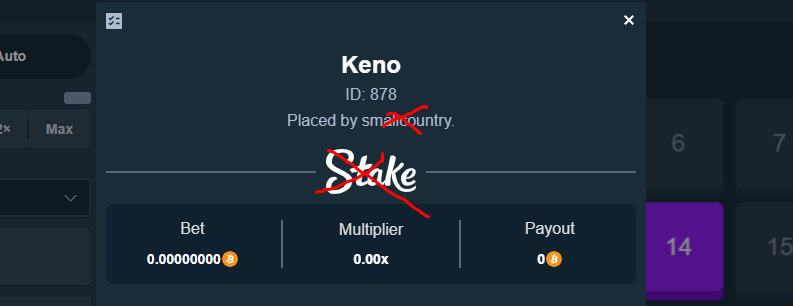 Auto
Keno
ID: 878
Placed by smallcountry.
2× Max
6 7
Stake
Bet Multiplier Payout
14 15
0.00000000 0.00x 0